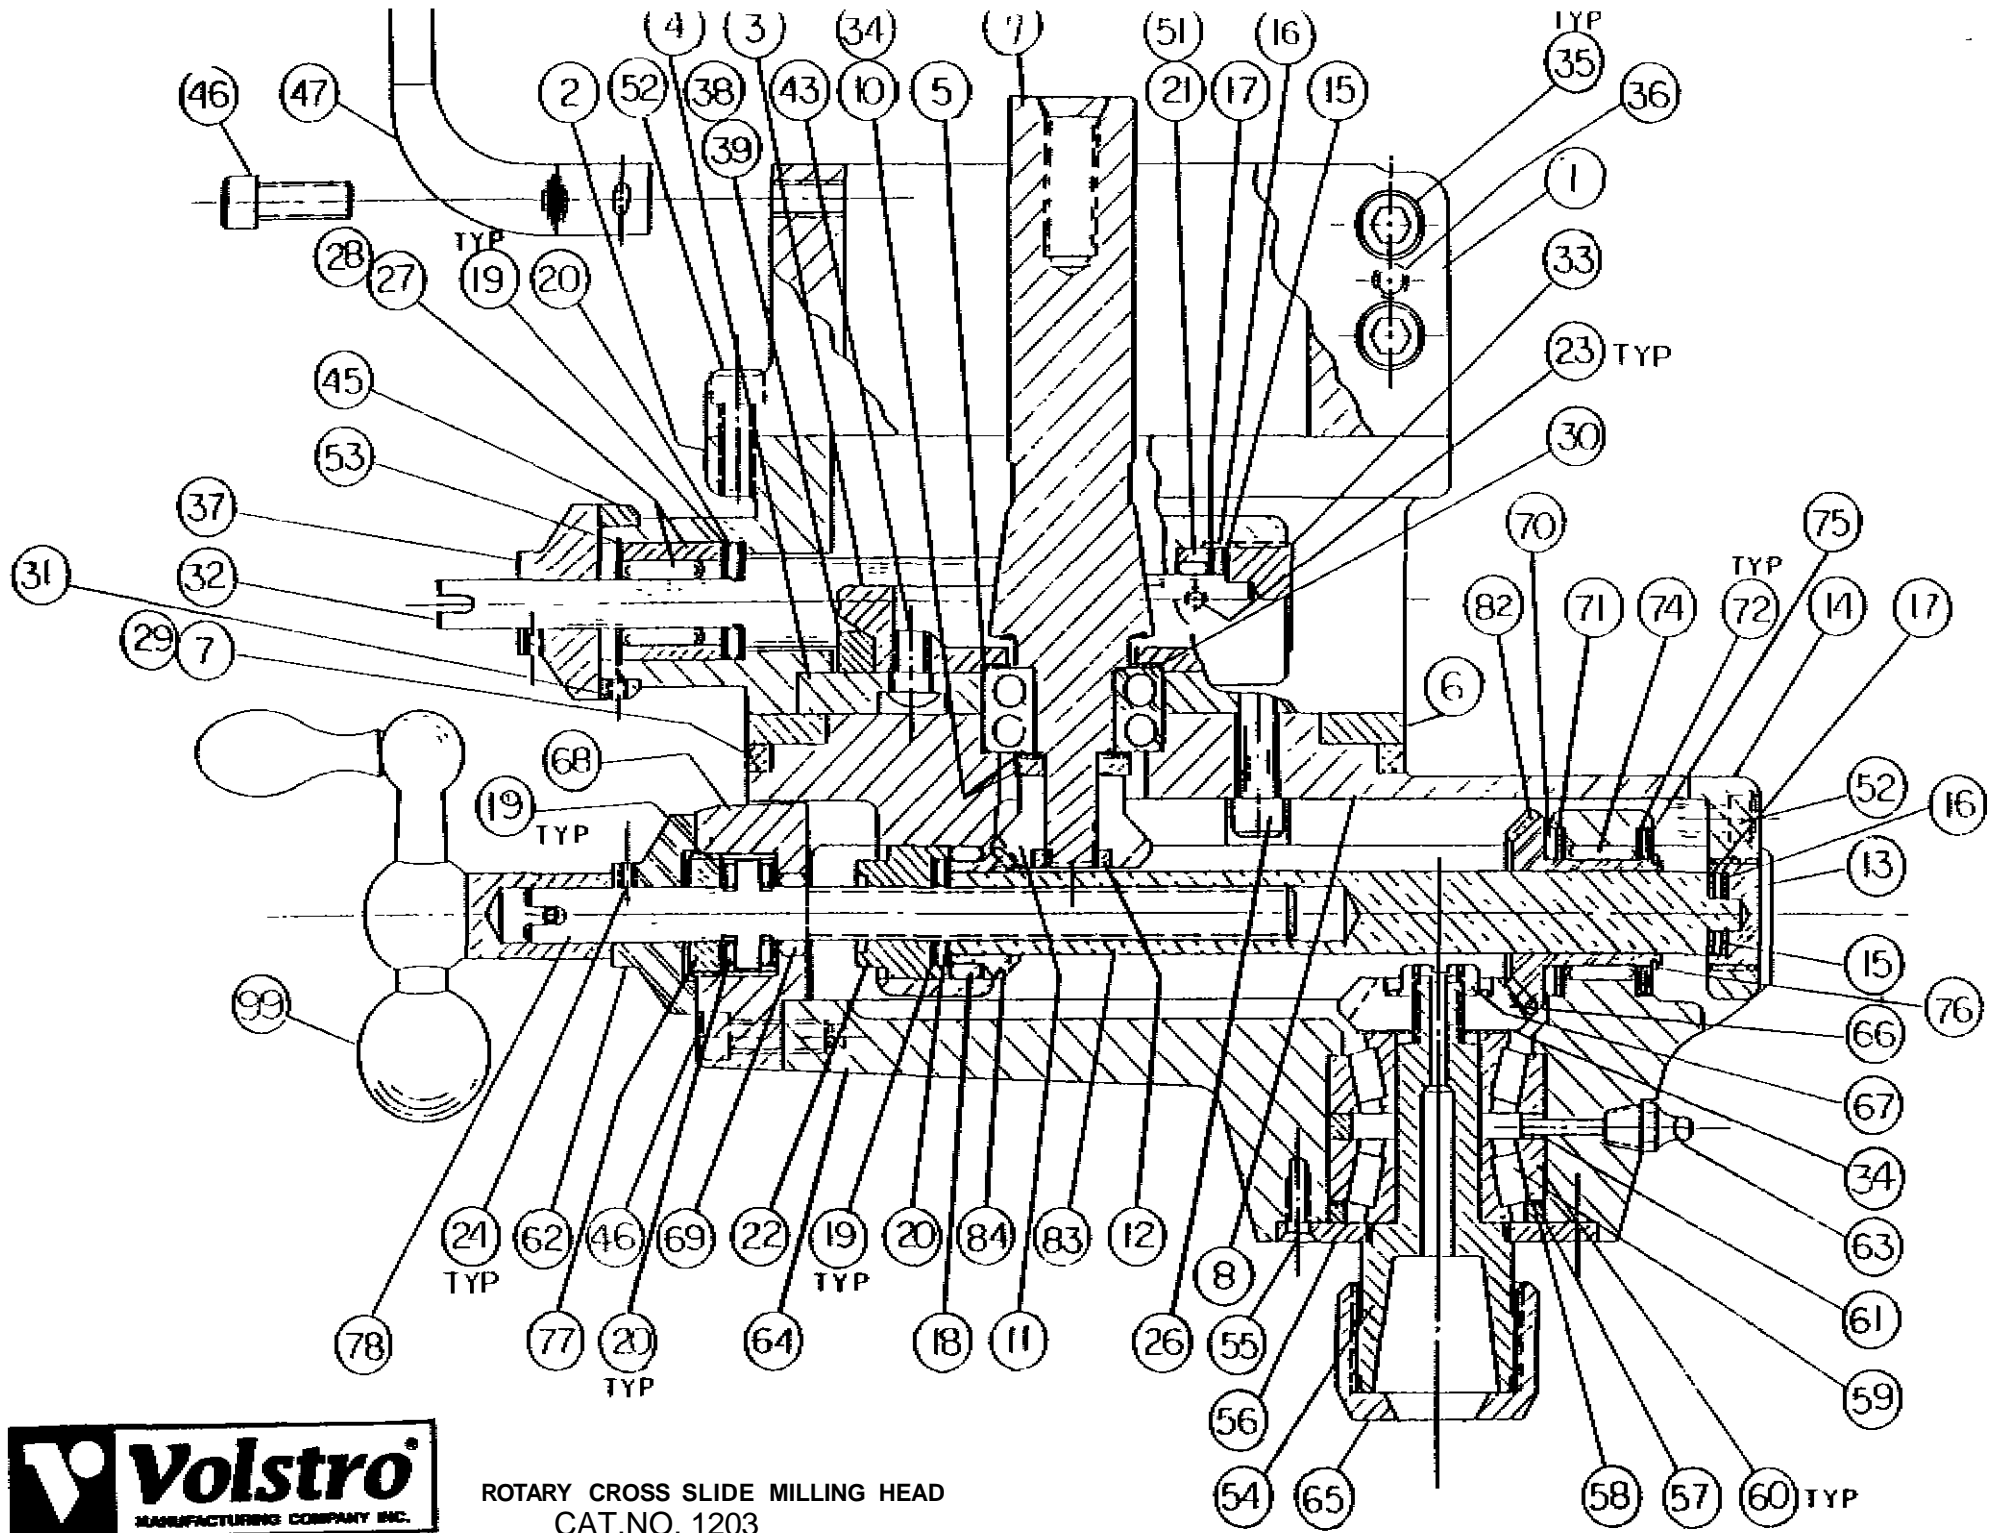 4 3 34 7 51 16 TYP
46 47 2 52 38 43 10 5 21 17 15 35 36
39 1
TYP
28 27 19 20 33
45 23 TYP
53 30
37 70 75
31 32 TYP
29 7 82 71 74 72 14 17
6
68 52
19 16
TYP 13
15
99 76
66
67
34
24 62 46 69 22 19 20 84 83 12 63
TYP TYP 8
78 77 20 64 18 11 26 55 61
TYP
56 59
54 65 58 57 60 TYP
Volstro®
MANUFACTURING COMPANY INC.
ROTARY CROSS SLIDE MILLING HEAD
CAT.NO. 1203